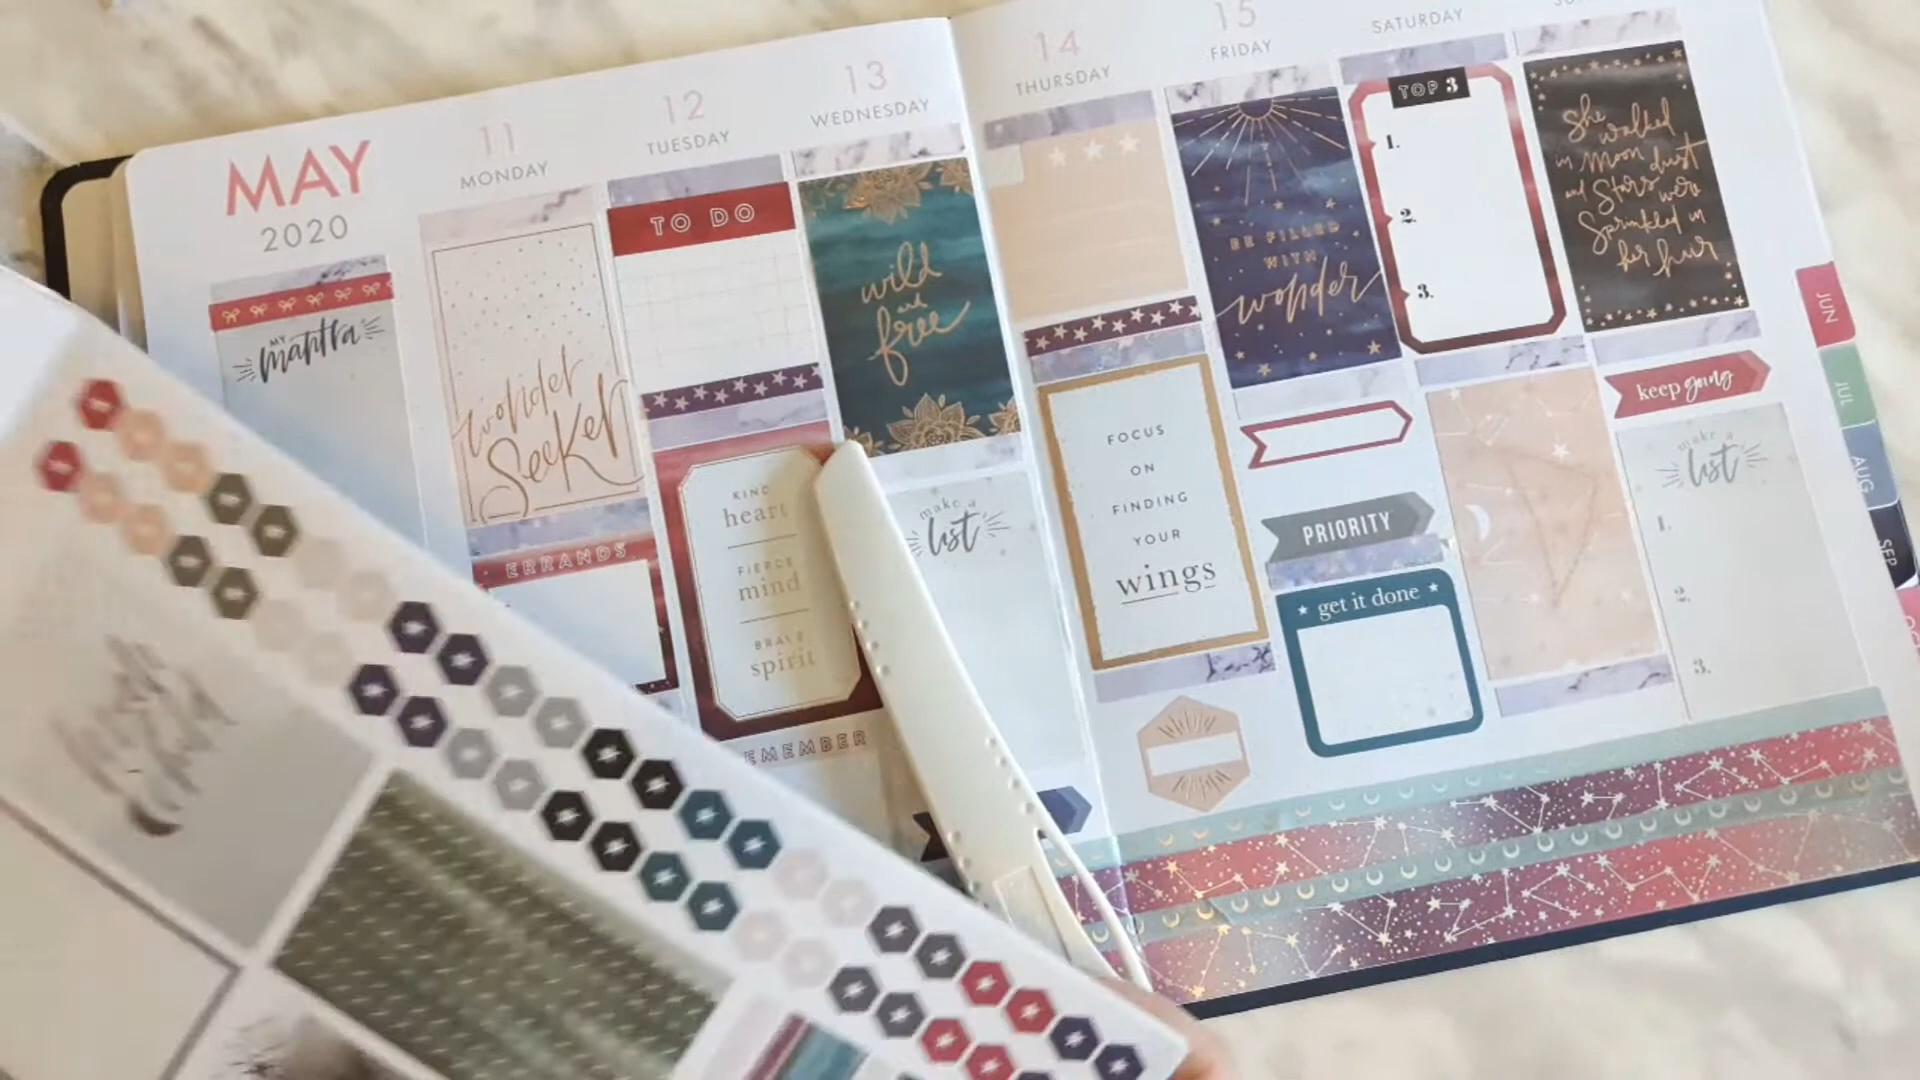 MAY
2020
11
MONDAY
12
TUESDAY
13
WEDNESDAY
14
THURSDAY
15
FRIDAY
SATURDAY
MY
mantra
wonder
Seeker
ERRANDS
TO DO
KIND
heart
FIERCE
mind
BRAVE
spirit
EMEMBER
wild
and
free
make a
list
FOCUS
ON
FINDING
YOUR
wings
BE FILLED
WITH
wonder
PRIORITY
get it done
TOP 3
1.
2.
3.
She
walked
in Moon dust
and Stars were
Sprinkled in
her hair
keep going
make a
list
1.
2.
3.
JUN
JUL
AUG
SEP